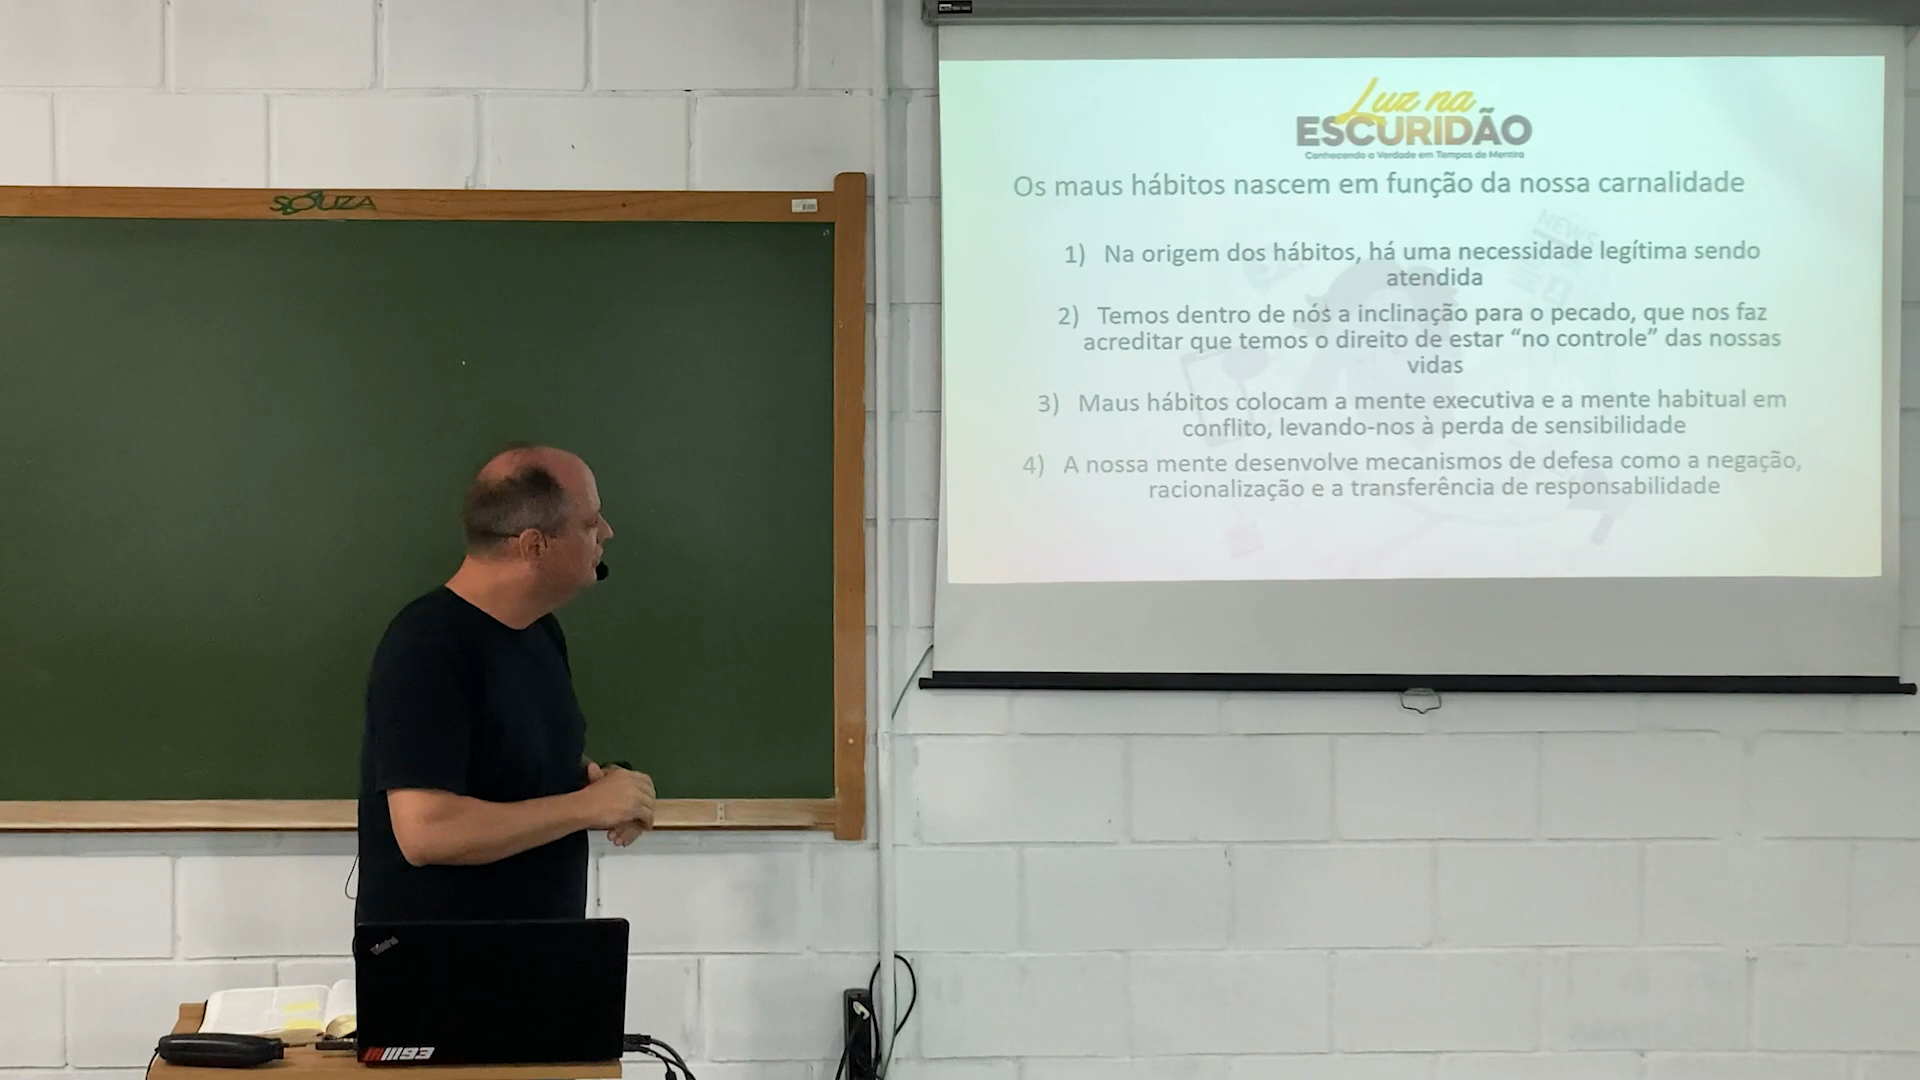 SOUZA
Luz na
ESCURIDÃO
Conhecendo a Verdade em Tempos de Mentira
Os maus hábitos nascem em função da nossa carnalidade
NEWS
1) Na origem dos hábitos, há uma necessidade legítima sendo
atendida
2) Temos dentro de nós a inclinação para o pecado, que nos faz
acreditar que temos o direito de estar “no controle” das nossas
vidas
3) Maus hábitos colocam a mente executiva e a mente habitual em
conflito, levando-nos à perda de sensibilidade
4) A nossa mente desenvolve mecanismos de defesa como a negação,
racionalização e a transferência de responsabilidade
93